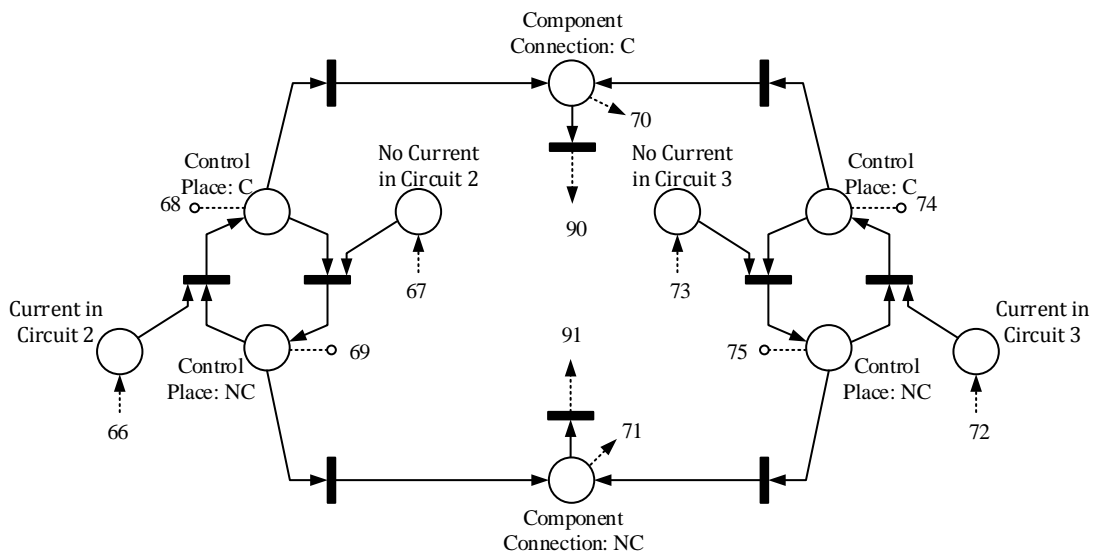 Component
Connection: C
70
No Current
in Circuit 2
No Current
in Circuit 3
Control
Place: C
Control
Place: C
68
74
90
67
73
Current in
Circuit 2
Current in
Circuit 3
69
91
75
Control
Place: NC
Control
Place: NC
66
71
72
Component
Connection: NC